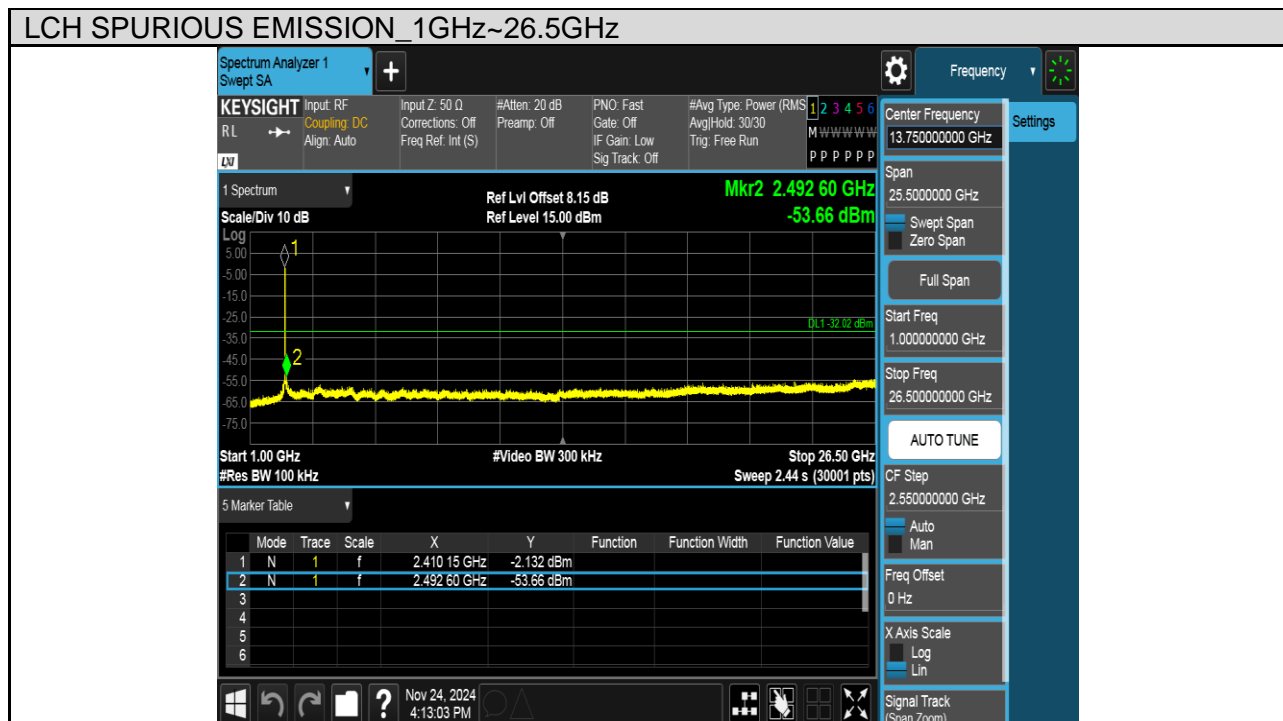 LCH SPURIOUS EMISSION_1GHz~26.5GHz
Spectrum Analyzer 1
Swept SA
+
Frequency
KEYSIGHT
RL
LXI
Input: RF
Coupling: DC
Align: Auto
Input Z: 50 Ω
Corrections: Off
Freq Ref: Int (S)
#Atten: 20 dB
Preamp: Off
PNO: Fast
Gate: Off
IF Gain: Low
Sig Track: Off
#Avg Type: Power (RMS
Avg|Hold: 30/30
Trig: Free Run
1 2 3 4 5 6
M W W W W W
P P P P P P
1 Spectrum
Scale/Div 10 dB
Ref Lvl Offset 8.15 dB
Ref Level 15.00 dBm
Mkr2 2.492 60 GHz
-53.66 dBm
Log
5.00
-5.00
-15.0
-25.0
-35.0
-45.0
-55.0
-65.0
-75.0
1
2
DL1 -32.02 dBm
Start 1.00 GHz
#Video BW 300 kHz
Stop 26.50 GHz
#Res BW 100 kHz
Sweep 2.44 s (30001 pts)
5 Marker Table
Mode Trace Scale X Y Function Function Width Function Value
1 N 1 f 2.410 15 GHz -2.132 dBm
2 N 1 f 2.492 60 GHz -53.66 dBm
3
4
5
6
?
Nov 24, 2024
4:13:03 PM
Center Frequency
13.750000000 GHz
Settings
Span
25.5000000 GHz
Swept Span
Zero Span
Full Span
Start Freq
1.000000000 GHz
Stop Freq
26.500000000 GHz
AUTO TUNE
CF Step
2.550000000 GHz
Auto
Man
Freq Offset
0 Hz
X Axis Scale
Log
Lin
Signal Track
(Span Zoom)